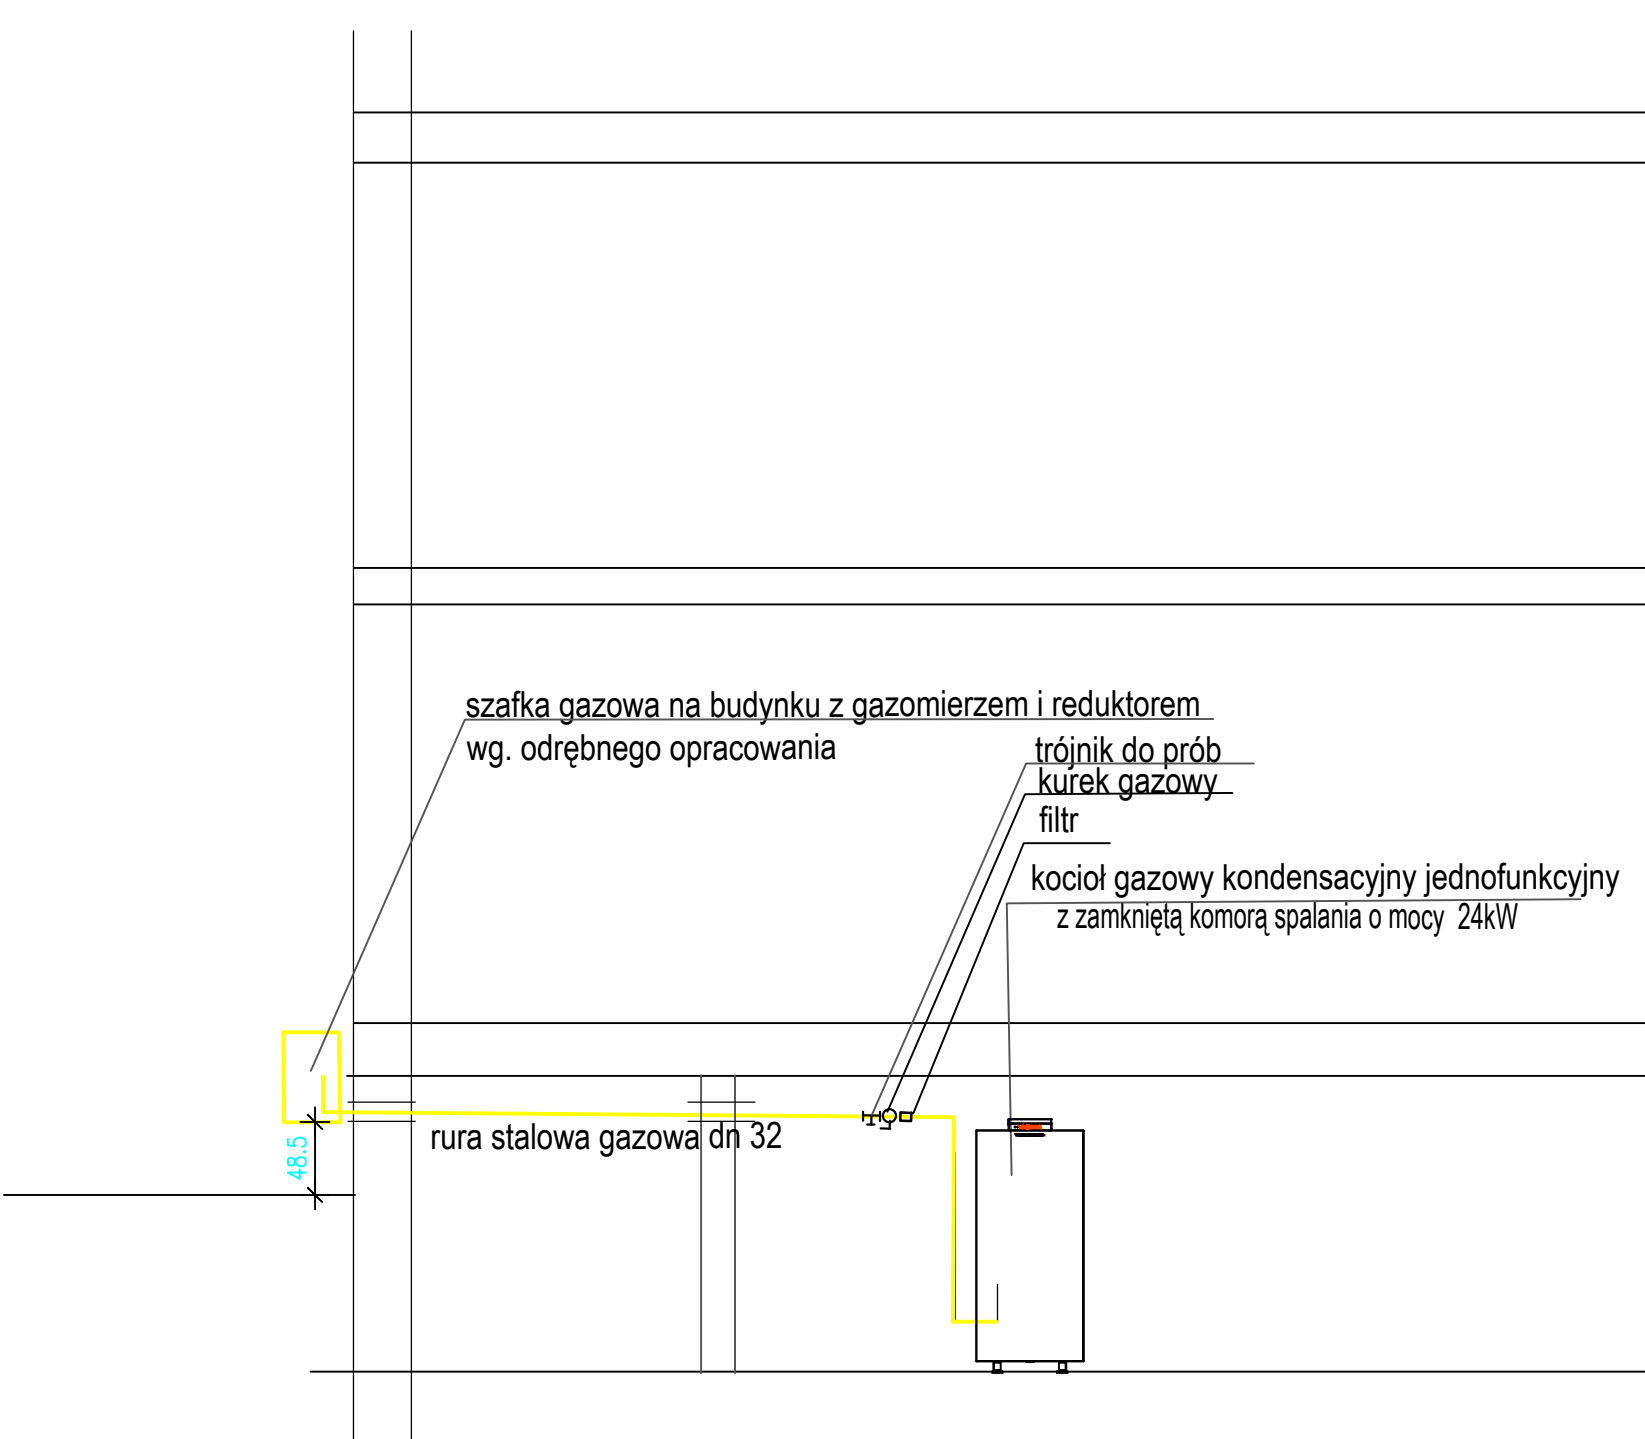 szafka gazowa na budynku z gazomierzem i reduktorem
wg. odrębnego opracowania
trójnik do prób
kurek gazowy
filtr
kocioł gazowy kondensacyjny jednofunkcyjny
z zamkniętą komorą spalania o mocy 24kW
rura stalowa gazowa dn 32
48.5